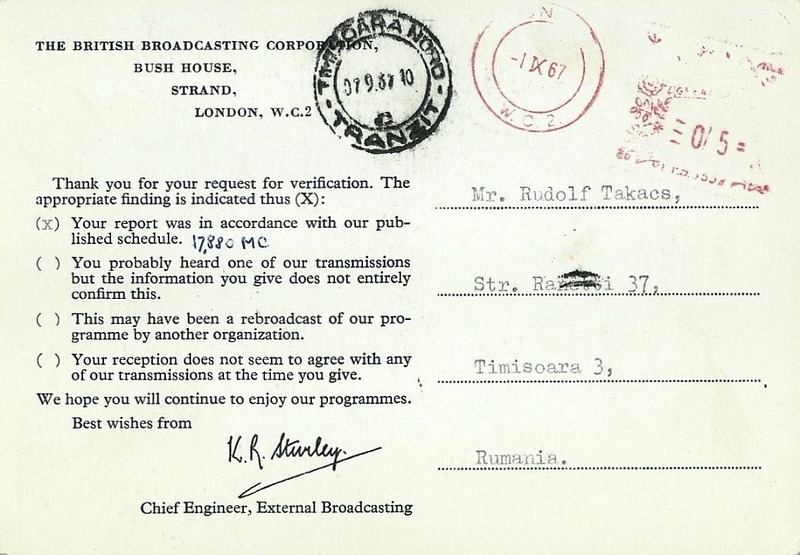 THE BRITISH BROADCASTING CORPORATION,
BUSH HOUSE,
STRAND,
LONDON, W.C.2
TIMISOARA NORD
07.9.67 10
TRANZIT
-1 IX 67
W.C.2.
0/5
Thank you for your request for verification. The
appropriate finding is indicated thus (X):
(x) Your report was in accordance with our pub-
lished schedule. 17,880 MC
( ) You probably heard one of our transmissions
but the information you give does not entirely
confirm this.
( ) This may have been a rebroadcast of our pro-
gramme by another organization.
( ) Your reception does not seem to agree with any
of our transmissions at the time you give.
We hope you will continue to enjoy our programmes.
Best wishes from
K.R. Sturley.
Chief Engineer, External Broadcasting
Mr. Rudolf Takacs,
Str. 37,
Timisoara 3,
Rumania.